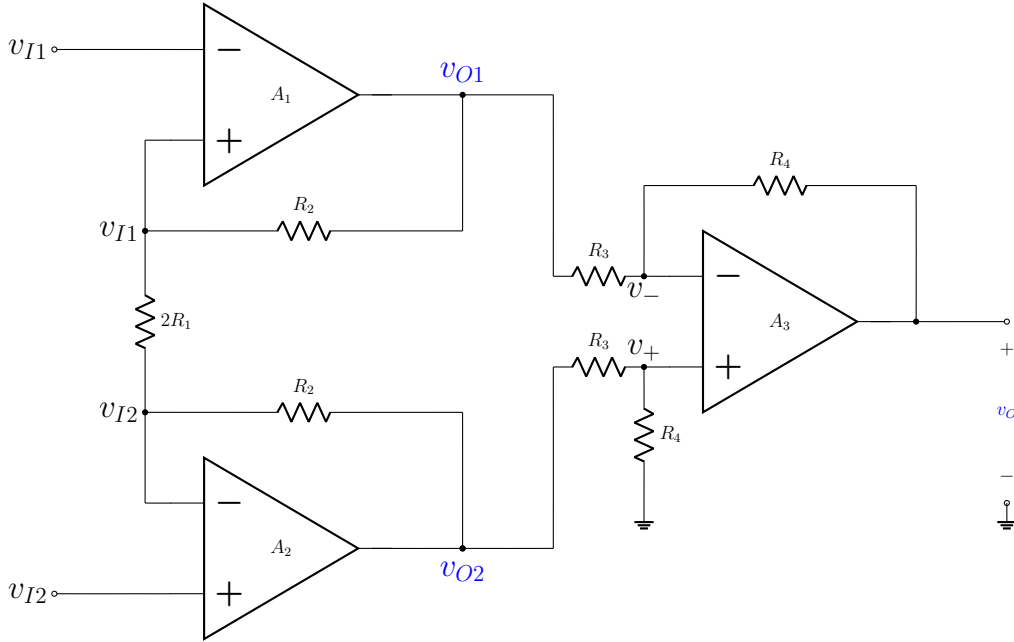 v_{I1}
−
A_1
+
v_{O1}
v_{I1}
R_2
R_4
R_3
v_−
−
A_3
+
2R_1
R_3
v_+
R_4
+
v_O
−
v_{I2}
R_2
−
A_2
+
v_{I2}
v_{O2}